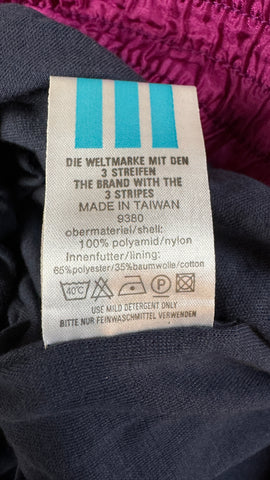 DIE WELTMARKE MIT DEN
3 STREIFEN
THE BRAND WITH THE
3 STRIPES
MADE IN TAIWAN
9380
obermateriel/shell:
100% polyamid/nylon
Innenfutter/lining:
65%polyester/35%baumwolle/cotton
40°C P
USE MILD DETERGENT ONLY
BITTE NUR FEINWASCHMITTEL VERWENDEN